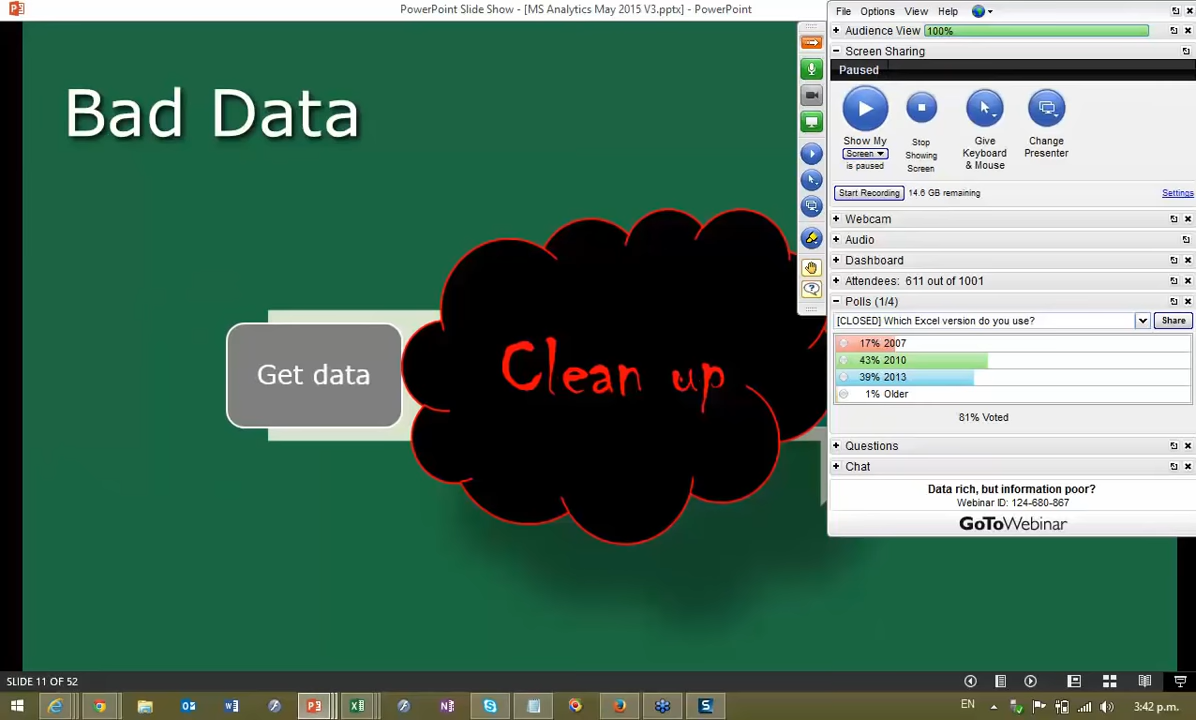 PowerPoint Slide Show - [MS Analytics May 2015 V3.pptx] - PowerPoint
Bad Data
Get data
Clean up
File Options View Help
Audience View 100%
Screen Sharing
Paused
Show My
Screen
is paused
Stop
Showing
Screen
Give
Keyboard
& Mouse
Change
Presenter
Start Recording 14.6 GB remaining Settings
Webcam
Audio
Dashboard
Attendees: 611 out of 1001
Polls (1/4)
[CLOSED] Which Excel version do you use? Share
17% 2007
43% 2010
39% 2013
1% Older
81% Voted
Questions
Chat
Data rich, but information poor?
Webinar ID: 124-680-867
GoToWebinar
SLIDE 11 OF 52
EN 3:42 p.m.